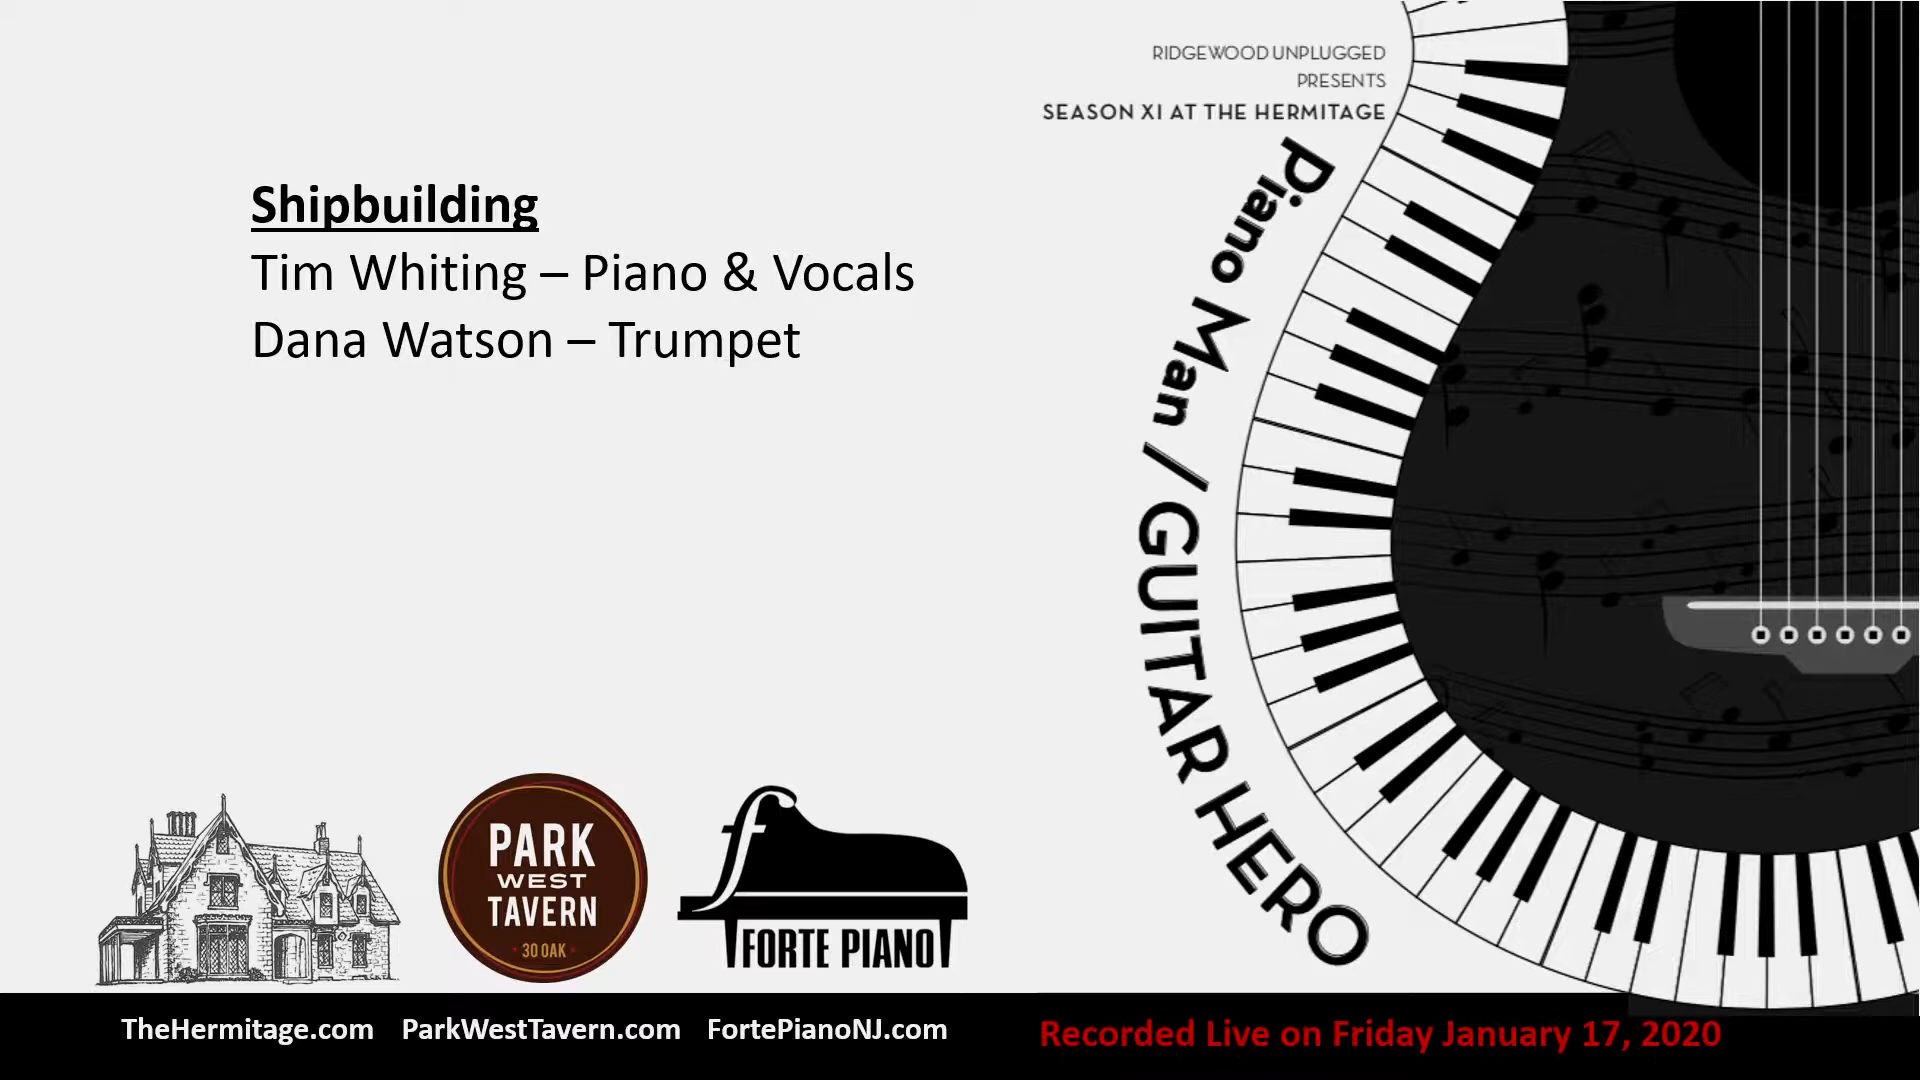 RIDGEWOOD UNPLUGGED
PRESENTS
SEASON XI AT THE HERMITAGE
Piano Man / GUITAR HERO
Shipbuilding
Tim Whiting – Piano & Vocals
Dana Watson – Trumpet
PARK
WEST
TAVERN
30 OAK
f
FORTE PIANO
TheHermitage.com ParkWestTavern.com FortePianoNJ.com
Recorded Live on Friday January 17, 2020